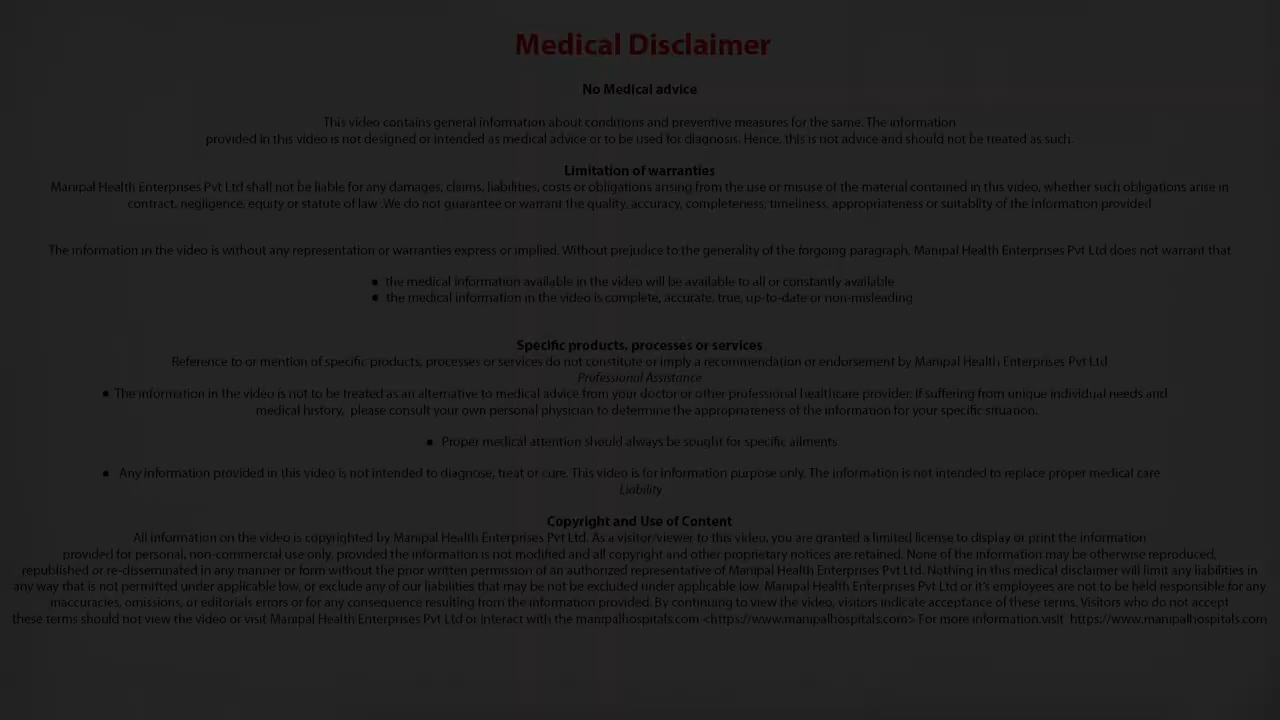 Medical Disclaimer
No Medical advice
This video contains general information about conditions and preventive measures for the same. The information
provided in this video is not designed or intended as medical advice or to be used for diagnosis. Hence, this is not advice and should not be treated as such.
Limitation of warranties
Manipal Health Enterprises Pvt Ltd shall not be liable for any damages, claims, liabilities, costs or obligations arising from the use or misuse of the material contained in this video, whether such obligations arise in
contract, negligence, equity or statute of law .We do not guarantee or warrant the quality, accuracy, completeness, timeliness, appropriateness or suitablity of the information provided
The information in the video is without any representation or warranties express or implied. Without prejudice to the generality of the forgoing paragraph, Manipal Health Enterprises Pvt Ltd does not warrant that
● the medical information available in the video will be available to all or constantly available
● the medical information in the video is complete, accurate, true, up-to-date or non-misleading
Specific products, processes or services
Reference to or mention of specific products, processes or services do not constitute or imply a recommendation or endorsement by Manipal Health Enterprises Pvt Ltd
Professional Assistance
● The information in the video is not to be treated as an alternative to medical advice from your doctor or other professional healthcare provider. If suffering from unique individual needs and
medical history, please consult your own personal physician to determine the appropriateness of the information for your specific situation.
● Proper medical attention should always be sought for specific ailments
● Any information provided in this video is not intended to diagnose, treat or cure. This video is for information purpose only. The information is not intended to replace proper medical care
Liability
Copyright and Use of Content
All information on the video is copyrighted by Manipal Health Enterprises Pvt Ltd. As a visitor/viewer to this video, you are granted a limited license to display or print the information
provided for personal, non-commercial use only, provided the information is not modified and all copyright and other proprietary notices are retained. None of the information may be otherwise reproduced,
republished or re-disseminated in any manner or form without the prior written permission of an authorized representative of Manipal Health Enterprises Pvt Ltd. Nothing in this medical disclaimer will limit any liabilities in
any way that is not permitted under applicable low, or exclude any of our liabilities that may be not be excluded under applicable low. Manipal Health Enterprises Pvt Ltd or it's employees are not to be held responsible for any
inaccuracies, omissions, or editorials errors or for any consequence resulting from the information provided. By continuing to view the video, visitors indicate acceptance of these terms. Visitors who do not accept
these terms should not view the video or visit Manipal Health Enterprises Pvt Ltd or Interact with the manipalhospitals.com <https://www.manipalhospitals.com> For more information.visit https://www.manipalhospitals.com